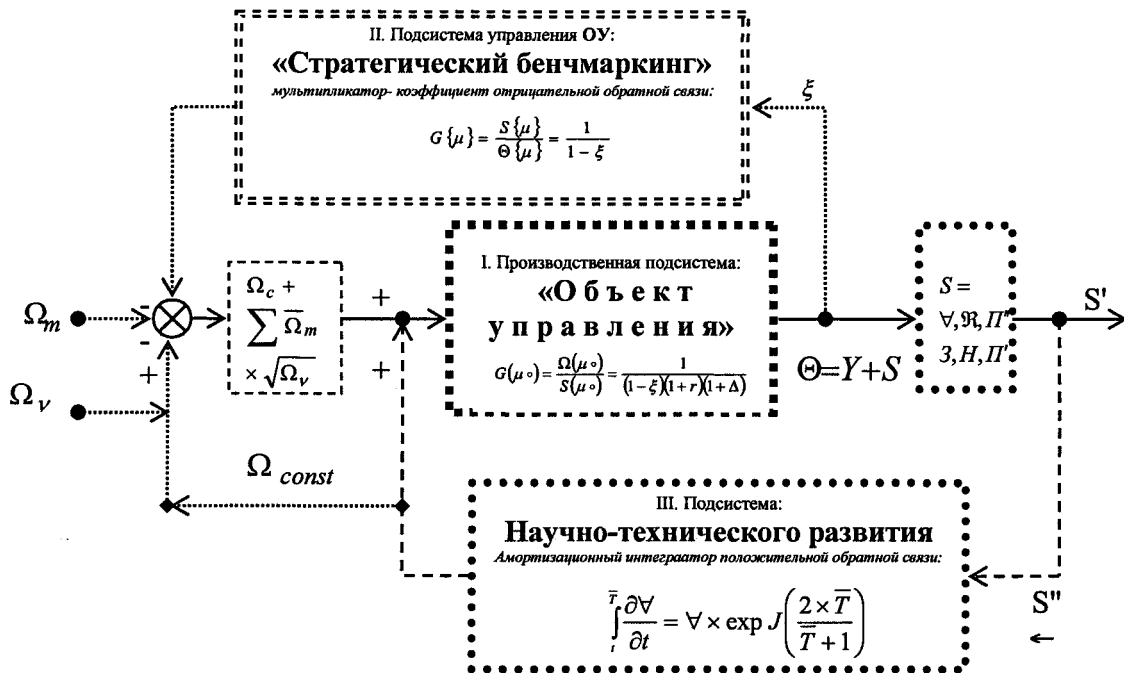 II. Подсистема управления ОУ:
«Стратегический бенчмаркинг»
мультипликатор- коэффициент отрицательной обратной связи:
G{μ} = S{μ} / Θ{μ} = 1 / (1 − ξ)
ξ
Ω_m
Ω_ν
-
-
+
Ω_c +
∑ Ω̅_m
× √Ω_ν
+
+
I. Производственная подсистема:
«О б ъ е к т
у п р а в л е н и я»
G(μ∘) = Ω(μ∘) / S(μ∘) = 1 / (1 − ξ)(1 + r)(1 + Δ)
Θ=Y+S
S =
∀, ℜ, П"
З, Н, П'
S'
Ω const
III. Подсистема:
Научно-технического развития
Амортизационный интеграатор положительной обратной связи:
∫_t^T̅ ∂∀/∂t = ∀ × exp J(2 × T̅ / T̅ + 1)
S"
←